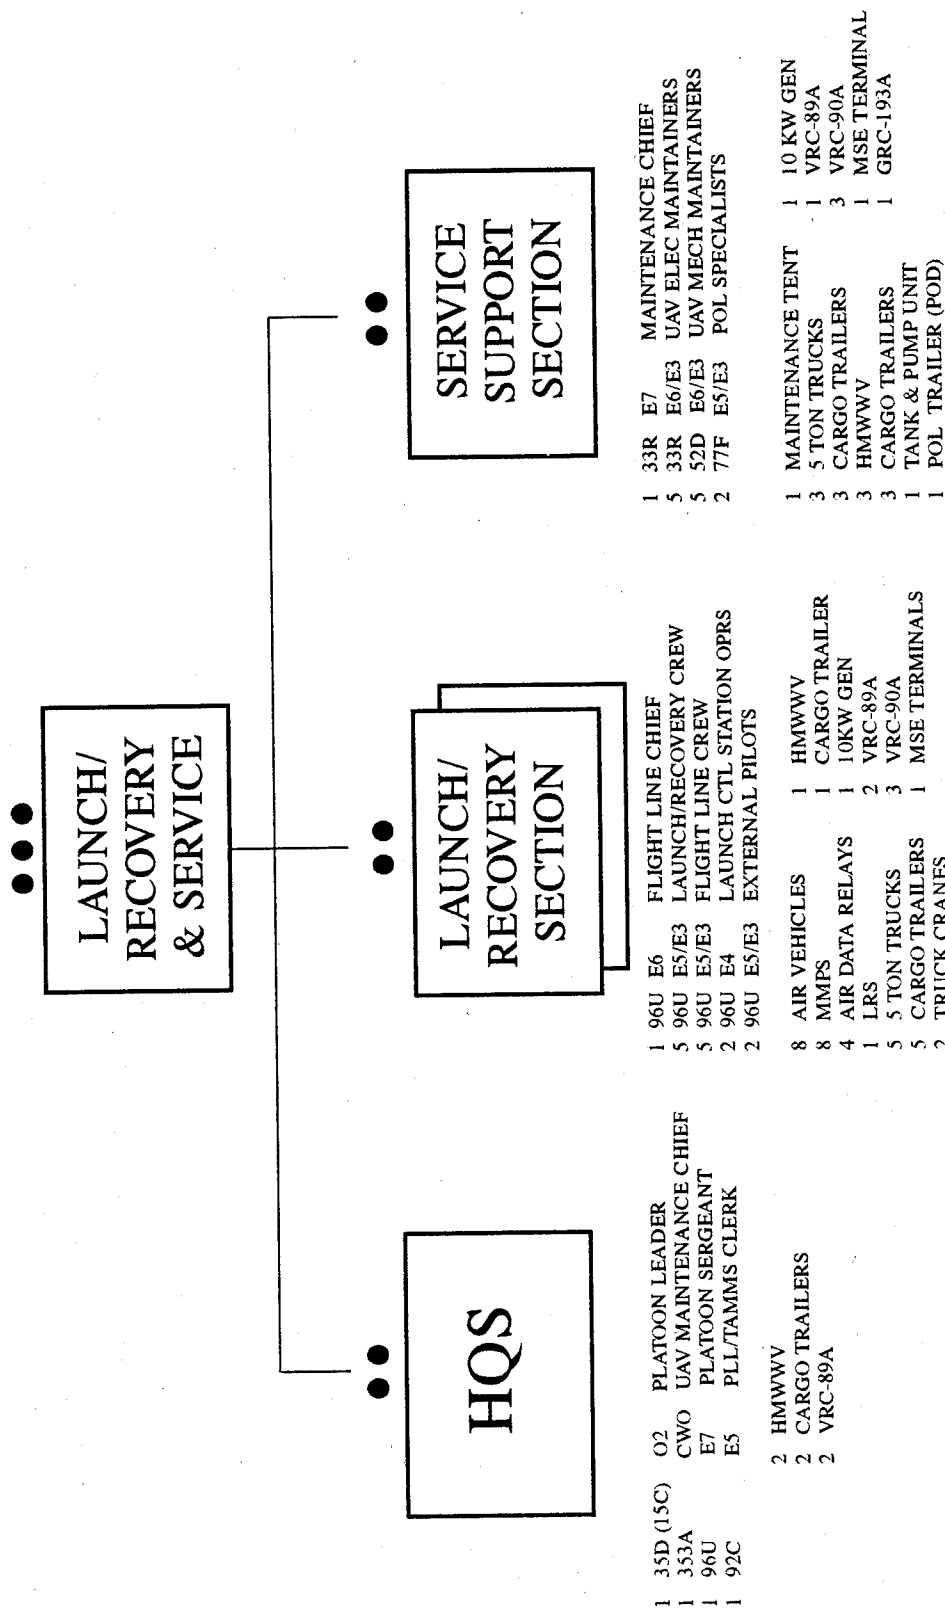 LAUNCH/
RECOVERY
& SERVICE
HQS
1 35D (15C) O2 PLATOON LEADER
1 353A CWO UAV MAINTENANCE CHIEF
1 96U E7 PLATOON SERGEANT
1 92C E5 PLL/TAMMS CLERK
2 HMWWV
2 CARGO TRAILERS
2 VRC-89A
LAUNCH/
RECOVERY
SECTION
1 96U E6 FLIGHT LINE CHIEF
5 96U E5/E3 LAUNCH/RECOVERY CREW
5 96U E5/E3 FLIGHT LINE CREW
2 96U E4 LAUNCH CTL STATION OPRS
2 96U E5/E3 EXTERNAL PILOTS
8 AIR VEHICLES
8 MMPS
4 AIR DATA RELAYS
1 LRS
5 5 TON TRUCKS
5 CARGO TRAILERS
2 TRUCK CRANES
1 HMWWV
1 CARGO TRAILER
1 10KW GEN
2 VRC-89A
3 VRC-90A
1 MSE TERMINALS
SERVICE
SUPPORT
SECTION
1 33R E7 MAINTENANCE CHIEF
5 33R E6/E3 UAV ELEC MAINTAINERS
5 52D E6/E3 UAV MECH MAINTAINERS
2 77F E5/E3 POL SPECIALISTS
1 MAINTENANCE TENT
3 5 TON TRUCKS
3 CARGO TRAILERS
3 HMWWV
3 CARGO TRAILERS
1 TANK & PUMP UNIT
1 POL TRAILER (POD)
1 10 KW GEN
1 VRC-89A
3 VRC-90A
1 MSE TERMINAL
1 GRC-193A